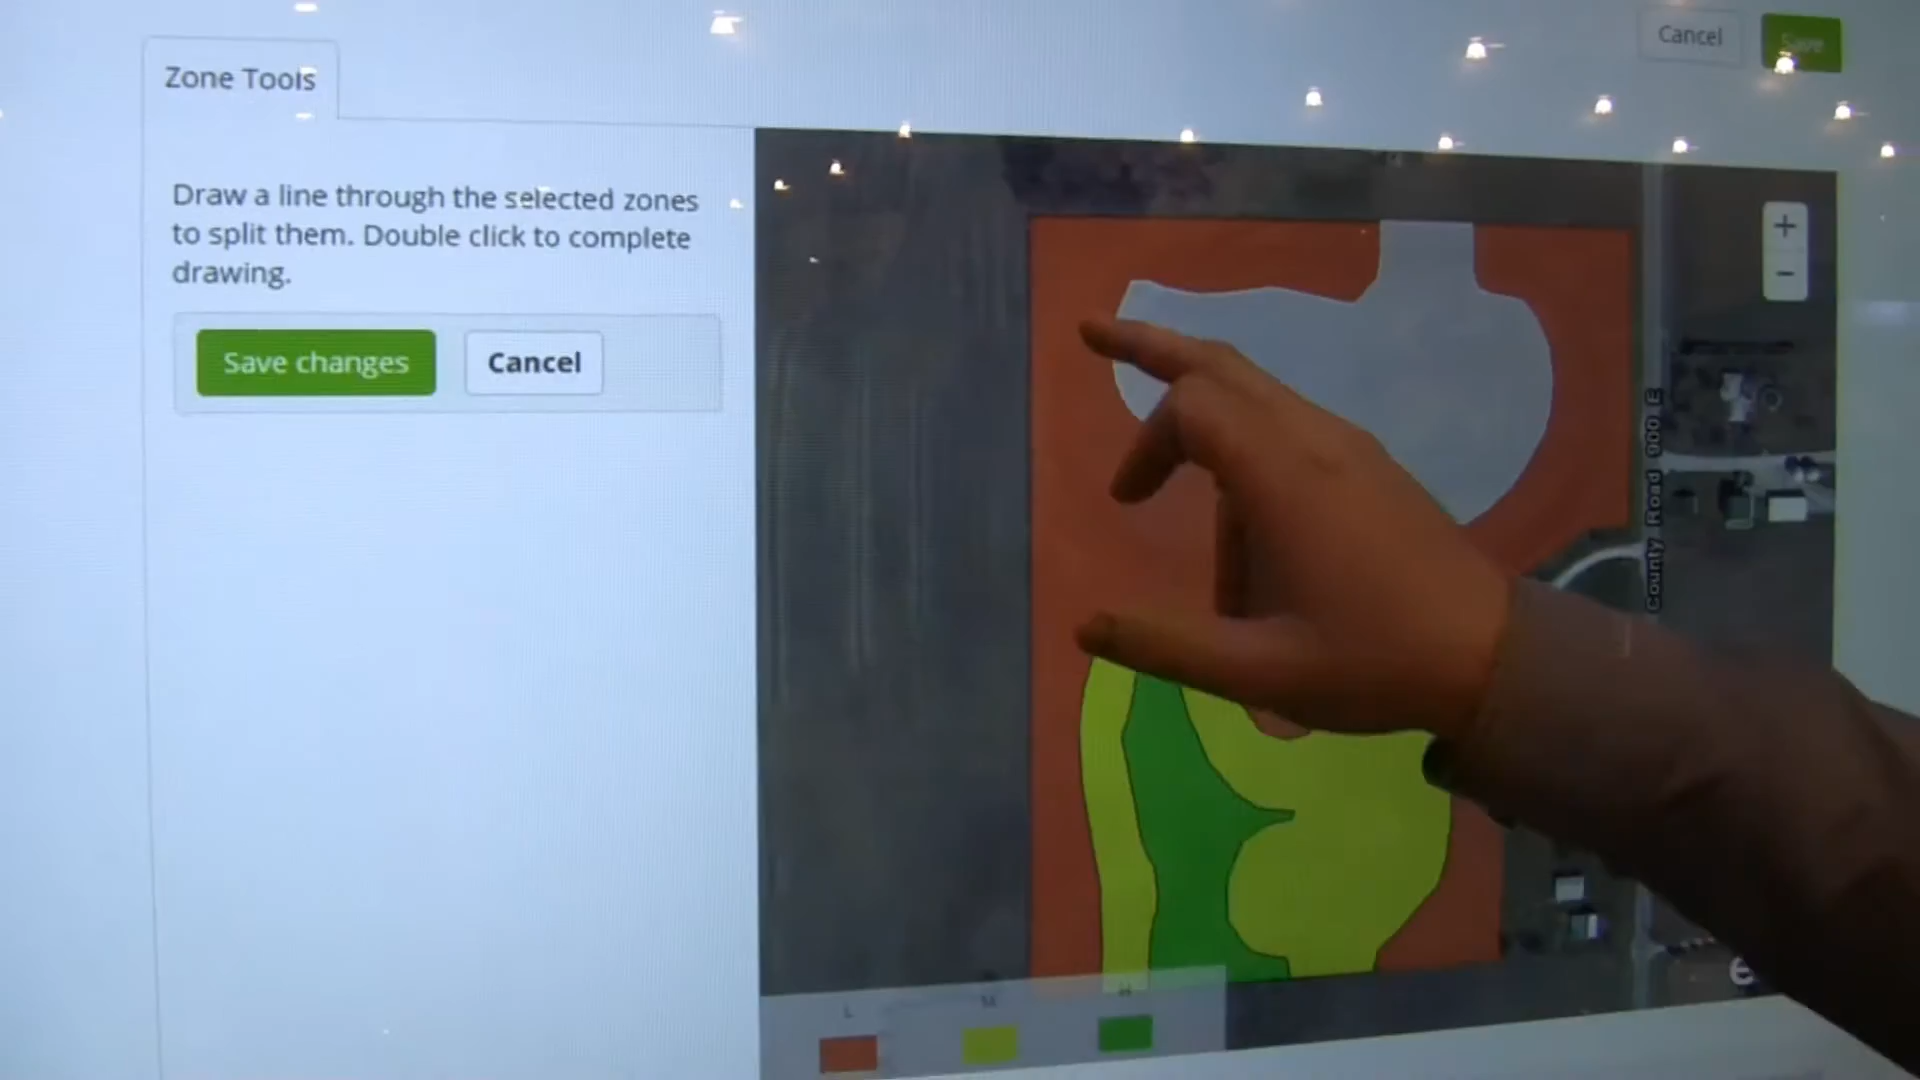 Cancel
Save
Zone Tools
Draw a line through the selected zones
to split them. Double click to complete
drawing.
Save changes
Cancel
+
−
County Road 900 E
L
M
H